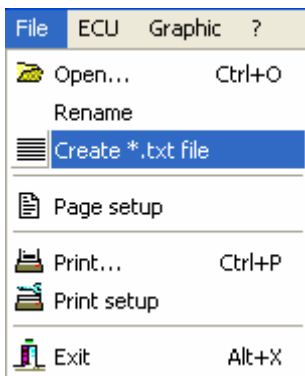 File ECU Graphic ?
Open... Ctrl+O
Rename
Create *.txt file
Page setup
Print... Ctrl+P
Print setup
Exit Alt+X